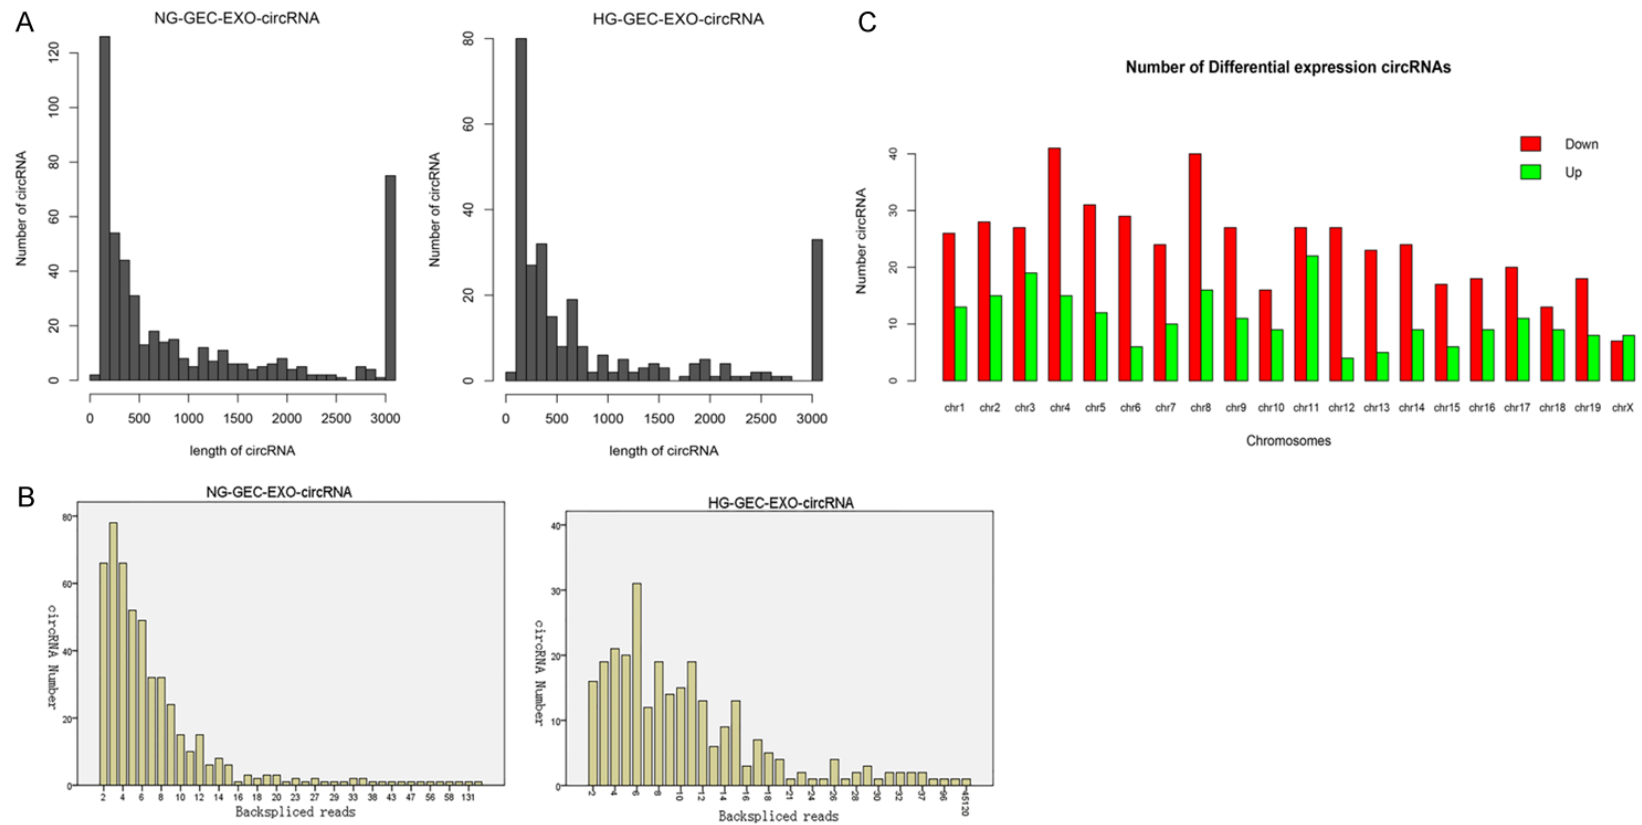 A
NG-GEC-EXO-circRNA
Number of circRNA
0 20 40 60 80 100 120
0 500 1000 1500 2000 2500 3000
length of circRNA
HG-GEC-EXO-circRNA
Number of circRNA
0 20 40 60 80
0 500 1000 1500 2000 2500 3000
length of circRNA
C
Number of Differential expression circRNAs
Down
Up
Number circRNA
0 10 20 30 40
chr1 chr2 chr3 chr4 chr5 chr6 chr7 chr8 chr9 chr10 chr11 chr12 chr13 chr14 chr15 chr16 chr17 chr18 chr19 chrX
Chromosomes
B
NG-GEC-EXO-circRNA
circRNA Number
80
60
40
20
0
2 4 6 8 10 12 14 16 18 20 23 27 29 33 38 43 47 56 58 131
Backspliced reads
HG-GEC-EXO-circRNA
circRNA Number
40
30
20
10
0
2 4 6 8 10 12 14 16 18 21 24 26 28 30 32 37 96 45120
Backspliced reads